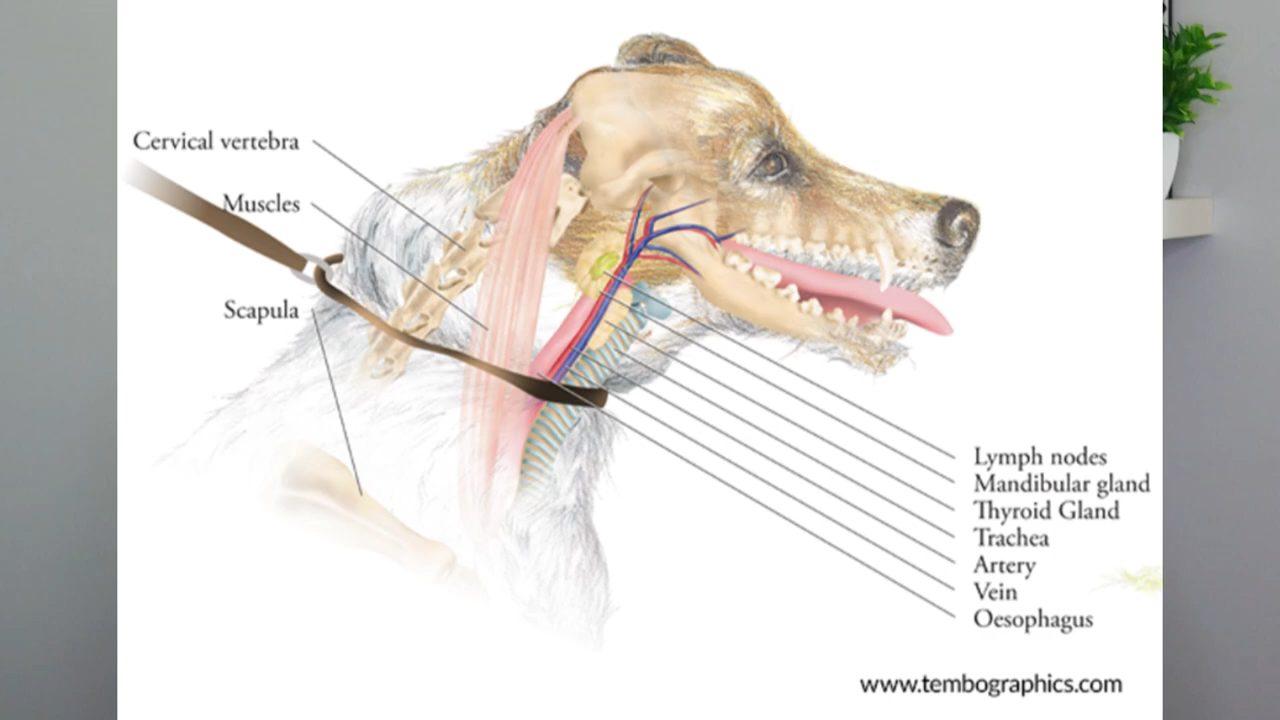 Cervical vertebra
Muscles
Scapula
Lymph nodes
Mandibular gland
Thyroid Gland
Trachea
Artery
Vein
Oesophagus
www.tembographics.com